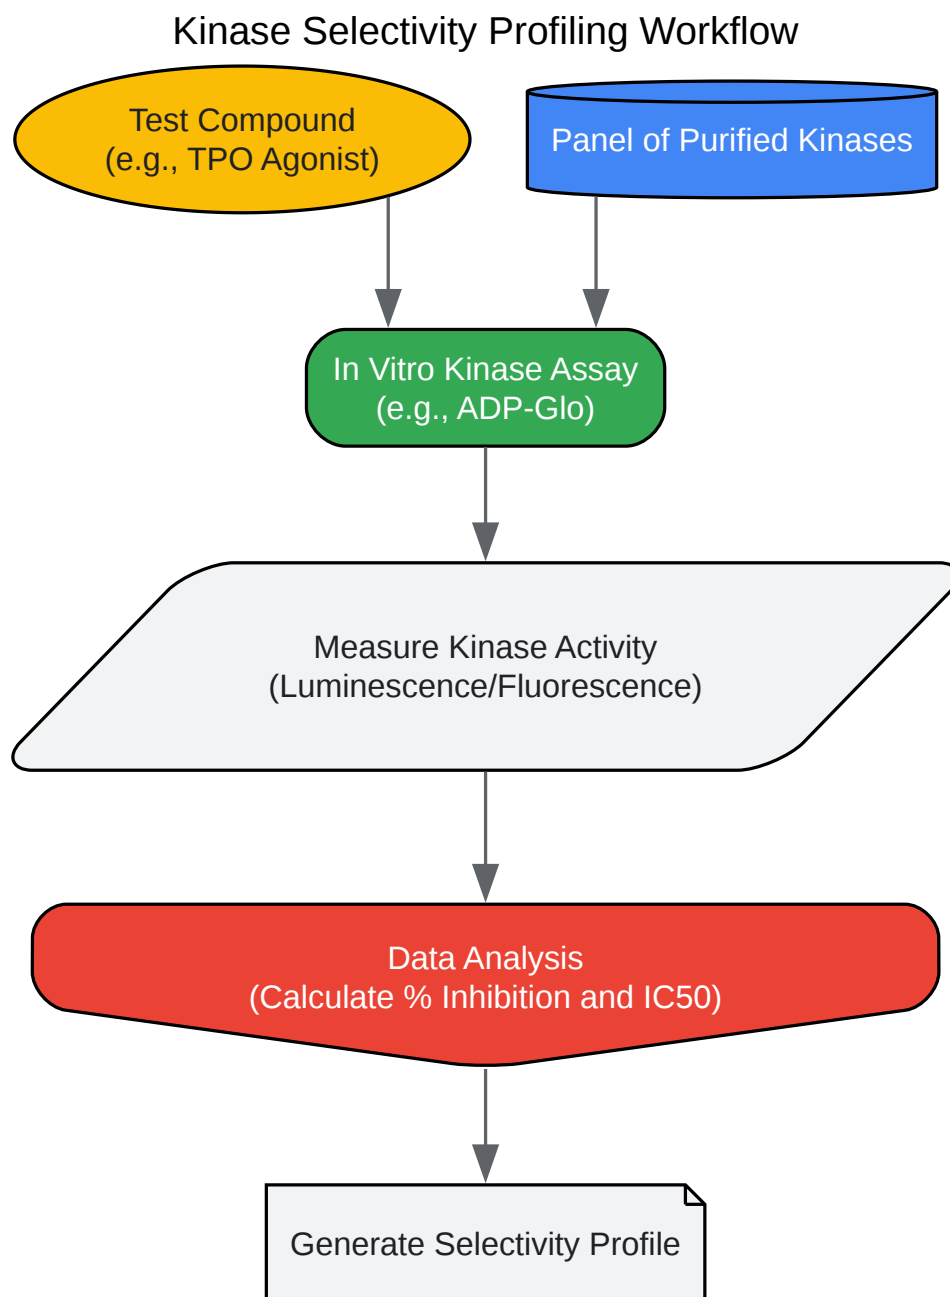 Kinase Selectivity Profiling Workflow
Test Compound
(e.g., TPO Agonist)
Panel of Purified Kinases
In Vitro Kinase Assay
(e.g., ADP-Glo)
Measure Kinase Activity
(Luminescence/Fluorescence)
Data Analysis
(Calculate % Inhibition and IC50)
Generate Selectivity Profile